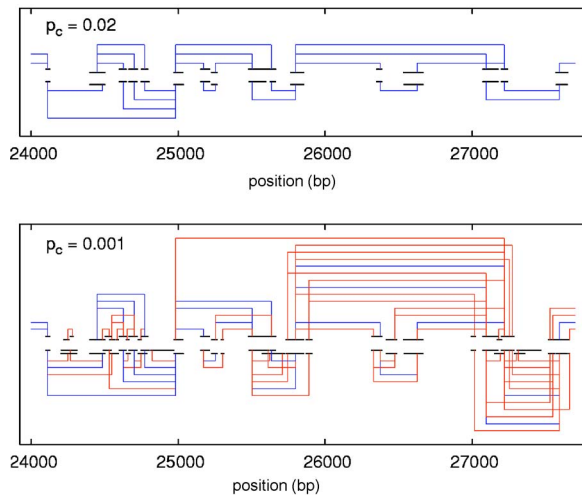 p_c = 0.02
24000 25000 26000 27000
position (bp)
p_c = 0.001
24000 25000 26000 27000
position (bp)